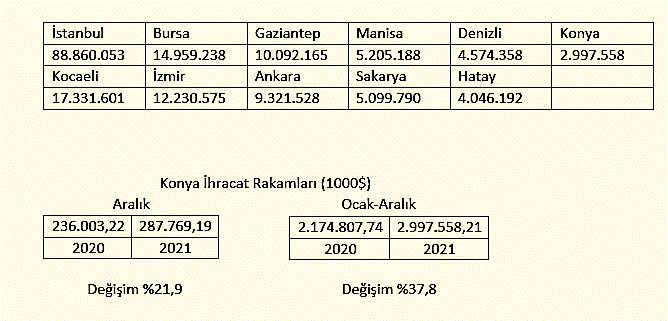 İstanbul Bursa Gaziantep Manisa Denizli Konya
88.860.053 14.959.238 10.092.165 5.205.188 4.574.358 2.997.558
Kocaeli İzmir Ankara Sakarya Hatay
17.331.601 12.230.575 9.321.528 5.099.790 4.046.192
Konya İhracat Rakamları (1000$)
Aralık Ocak-Aralık
236.003,22 287.769,19 2.174.807,74 2.997.558,21
2020 2021 2020 2021
Değişim %21,9 Değişim %37,8